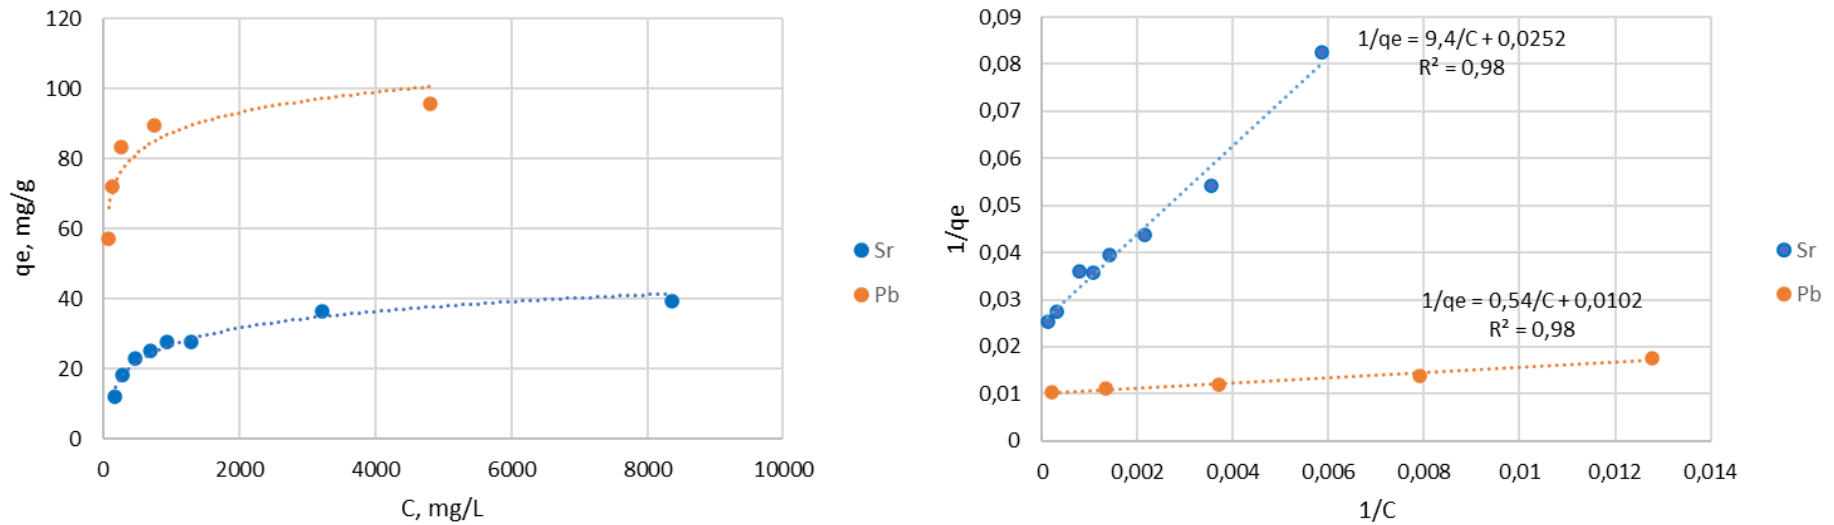 120
100
80
60
40
20
0
qe, mg/g
0 2000 4000 6000 8000 10000
C, mg/L
Sr
Pb
0,09
0,08
0,07
0,06
0,05
0,04
0,03
0,02
0,01
0
1/qe
1/qe = 9,4/C + 0,0252
R² = 0,98
1/qe = 0,54/C + 0,0102
R² = 0,98
0 0,002 0,004 0,006 0,008 0,01 0,012 0,014
1/C
Sr
Pb